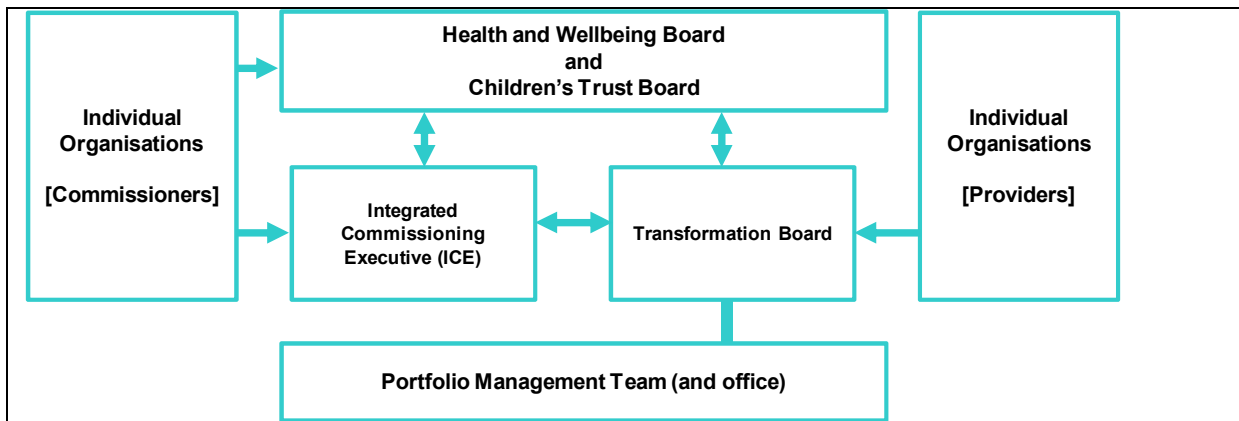 Health and Wellbeing Board
and
Children's Trust Board
Individual
Organisations
[Commissioners]
Individual
Organisations
[Providers]
Integrated
Commissioning
Executive (ICE)
Transformation Board
Portfolio Management Team (and office)